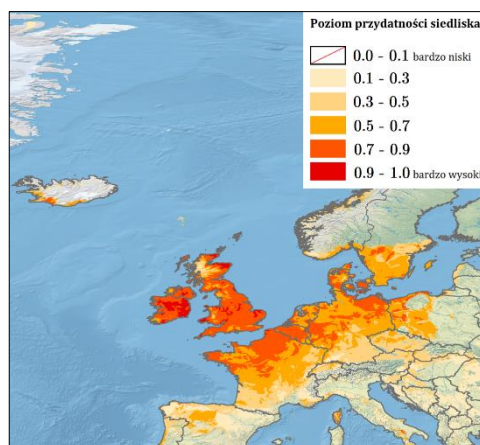 Poziom przydatności siedliska
0.0 - 0.1 bardzo niski
0.1 - 0.3
0.3 - 0.5
0.5 - 0.7
0.7 - 0.9
0.9 - 1.0 bardzo wysoki